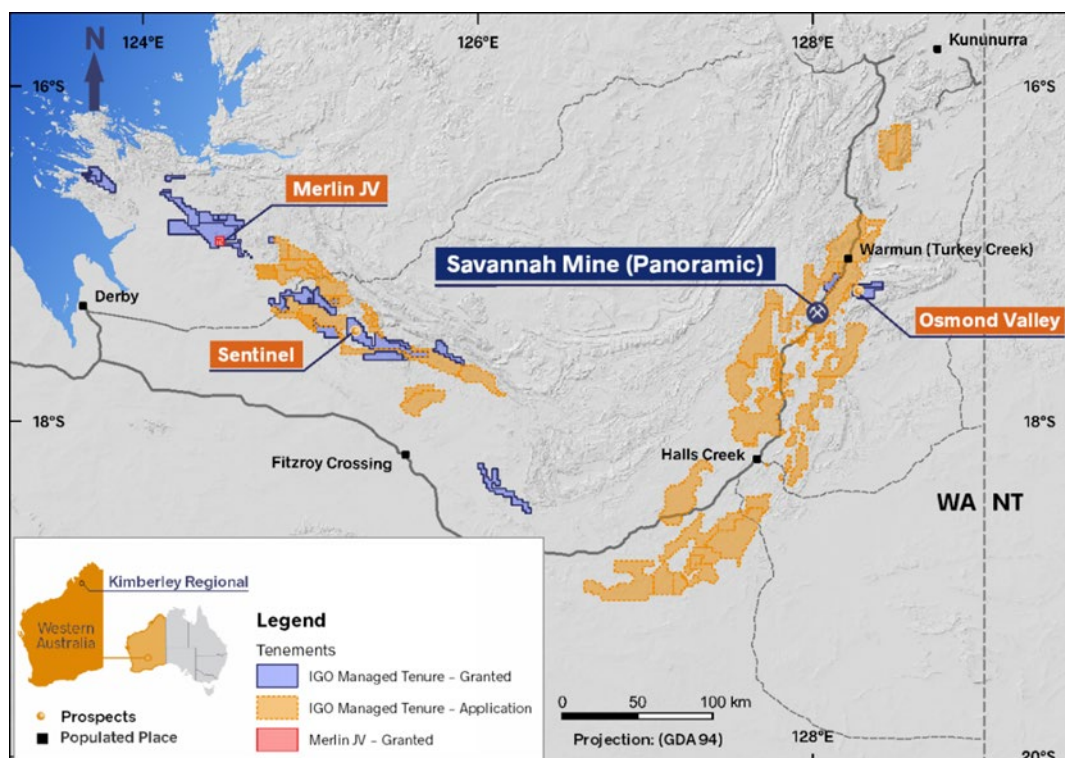 N
124°E
126°E
128°E
Kununurra
16°S
Merlin JV
Savannah Mine (Panoramic)
Warmun (Turkey Creek)
Derby
Osmond Valley
Sentinel
18°S
Halls Creek
Fitzroy Crossing
WA
NT
Kimberley Regional
Western
Australia
Prospects
Populated Place
Legend
Tenements
IGO Managed Tenure – Granted
IGO Managed Tenure – Application
Merlin JV – Granted
0 50 100 km
Projection: (GDA 94)
128°E
20°S